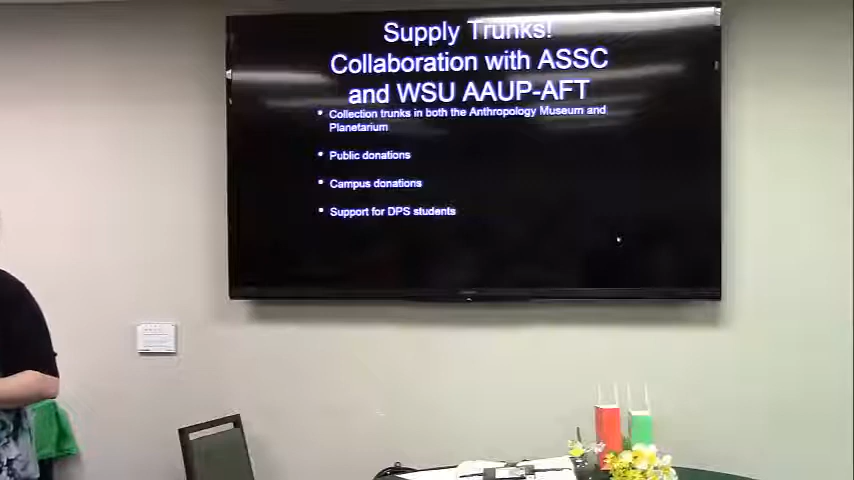 Supply Trunks!
Collaboration with ASSC
and WSU AAUP-AFT
• Collection trunks in both the Anthropology Museum and
Planetarium
• Public donations
• Campus donations
• Support for DPS students